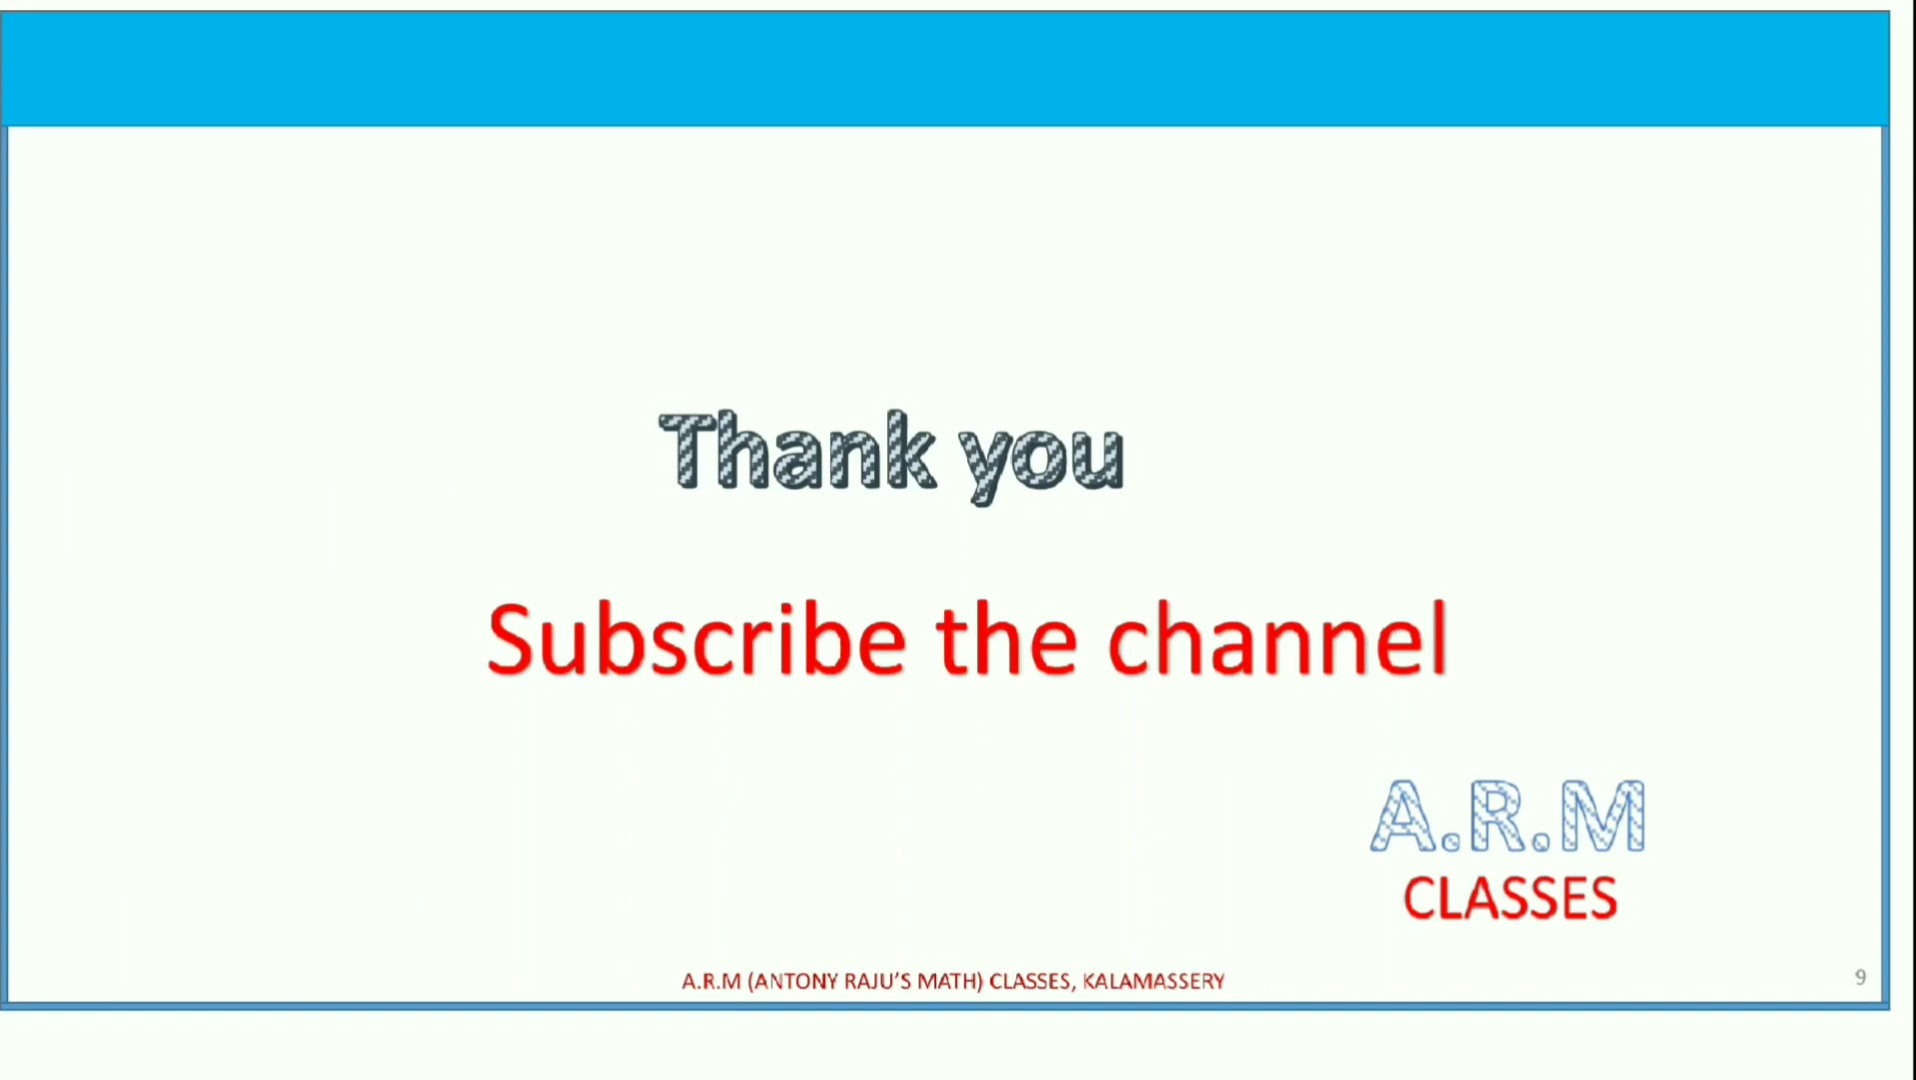 Thank you
Subscribe the channel
A.R.M
CLASSES
A.R.M (ANTONY RAJU’S MATH) CLASSES, KALAMASSERY
9